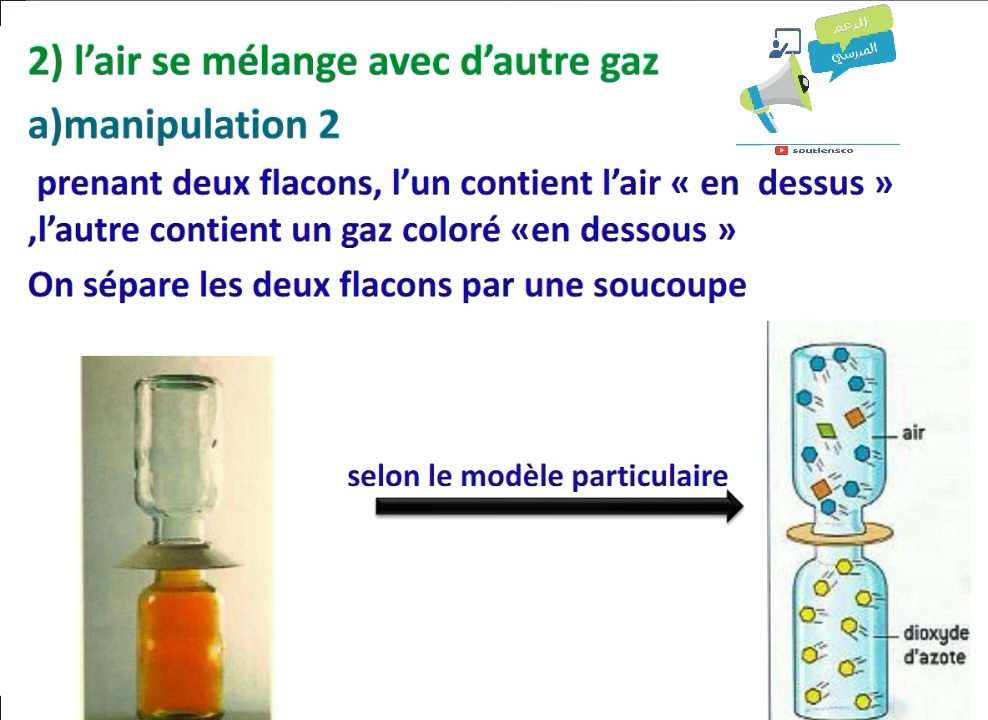 2) l’air se mélange avec d’autre gaz
الدعم
المدرسي
soutiensco
a)manipulation 2
prenant deux flacons, l’un contient l’air « en dessus »
,l’autre contient un gaz coloré «en dessous »
On sépare les deux flacons par une soucoupe
selon le modèle particulaire
air
dioxyde
d'azote